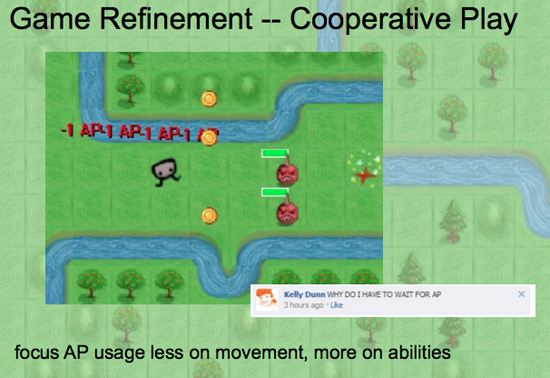 Game Refinement -- Cooperative Play
-1 AP-1 AP-1 AP-1 AP
Kelly Dunn WHY DO I HAVE TO WAIT FOR AP
3 hours ago · Like
focus AP usage less on movement, more on abilities